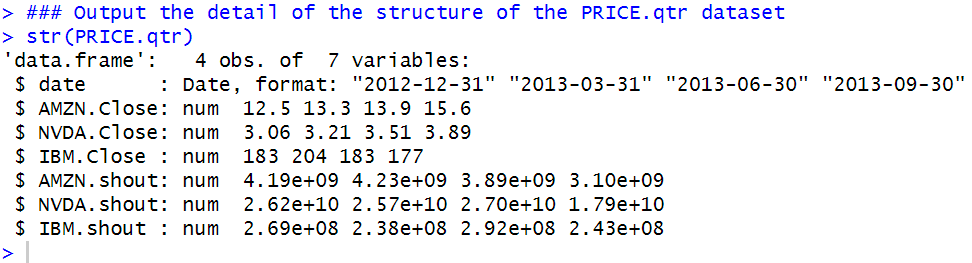 > ### Output the detail of the structure of the PRICE.qtr dataset
> str(PRICE.qtr)
'data.frame':   4 obs. of  7 variables:
 $ date      : Date, format: "2012-12-31" "2013-03-31" "2013-06-30" "2013-09-30"
 $ AMZN.Close: num  12.5 13.3 13.9 15.6
 $ NVDA.Close: num  3.06 3.21 3.51 3.89
 $ IBM.Close : num  183 204 183 177
 $ AMZN.shout: num  4.19e+09 4.23e+09 3.89e+09 3.10e+09
 $ NVDA.shout: num  2.62e+10 2.57e+10 2.70e+10 1.79e+10
 $ IBM.shout : num  2.69e+08 2.38e+08 2.92e+08 2.43e+08
>